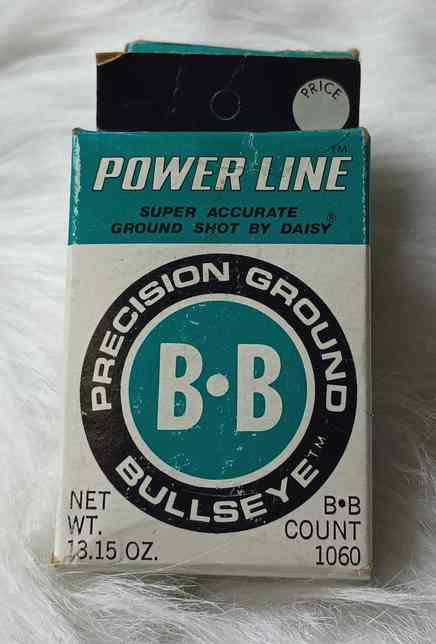 PRICE
POWER LINE™
SUPER ACCURATE
GROUND SHOT BY DAISY®
PRECISION GROUND
B•B
BULLSEYE™
NET
WT.
13.15 OZ.
B•B
COUNT
1060